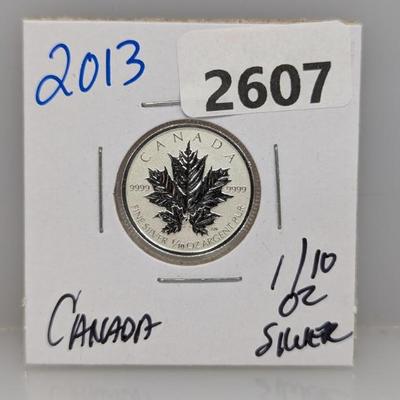 2013
2607
CANADA
9999 9999
FINE SILVER 1/10 OZ ARGENT PUR
CANADA
1/10
OZ
SILVER